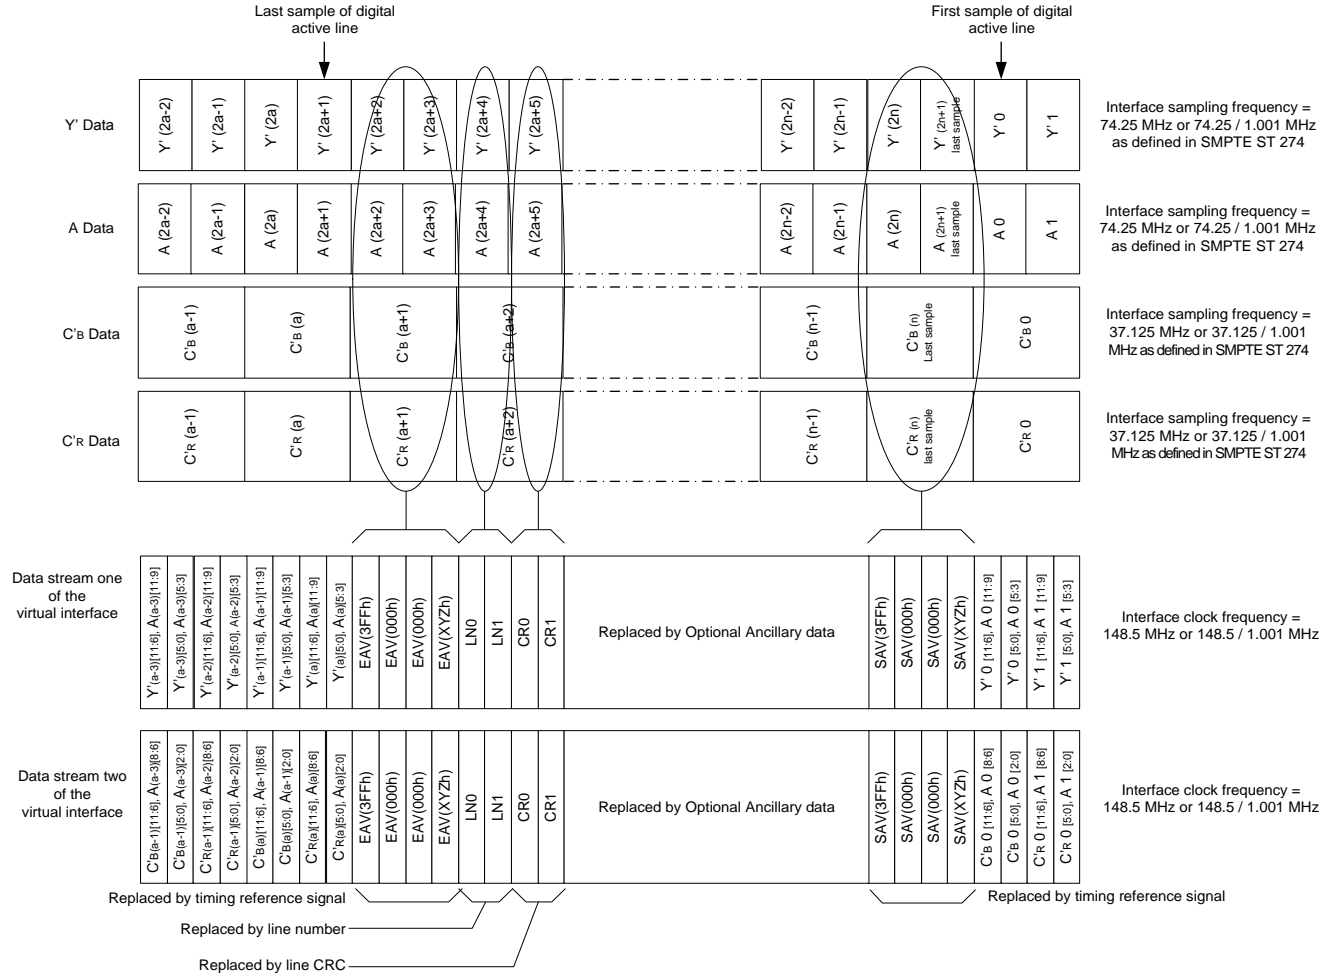 Last sample of digital
active line
First sample of digital
active line
Y' Data
Y' (2a-2)
Y' (2a-1)
Y' (2a)
Y' (2a+1)
Y' (2a+2)
Y' (2a-3)
Y' (2a+4)
Y' (2a+5)
Y' (2n-2)
Y' (2n-1)
Y' (2n)
Y' (2n+1)
last sample
Y' 0
Y' 1
Interface sampling frequency =
74.25 MHz or 74.25 / 1.001 MHz
as defined in SMPTE ST 274
A Data
A (2a-2)
A (2a-1)
A (2a)
A (2a+1)
A (2a+2)
A (2a+3)
A (2a+4)
A (2a+5)
A (2n-2)
A (2n-1)
A (2n)
A (2n+1)
last sample
A 0
A 1
Interface sampling frequency =
74.25 MHz or 74.25 / 1.001 MHz
as defined in SMPTE ST 274
C'B Data
C'B (a-1)
C'B (a)
C'B (a+1)
C'B (a+2)
C'B (n-1)
C'B (n)
Last sample
C'B 0
Interface sampling frequency =
37.125 MHz or 37.125 / 1.001
MHz as defined in SMPTE ST 274
C'R Data
C'R (a-1)
C'R (a)
C'R (a+1)
C'R (a+2)
C'R (n-1)
C'R (n)
last sample
C'R 0
Interface sampling frequency =
37.125 MHz or 37.125 / 1.001
MHz as defined in SMPTE ST 274
Data stream one
of the
virtual interface
Y'(a-3)[11:6], A(a-3)[11:9]
Y'(a-3)[5:0], A(a-3)[5:3]
Y'(a-2)[11:6], A(a-2)[11:9]
Y'(a-2)[5:0], A(a-2)[5:3]
Y'(a-1)[11:6], A(a-1)[11:9]
Y'(a-1)[5:0], A(a-1)[5:3]
Y'(a)[11:6], A(a)[11:9]
Y'(a)[5:0], A(a)[5:3]
EAV(3FFh)
EAV(000h)
EAV(000h)
EAV(XYZh)
LN0
LN1
CR0
CR1
Replaced by Optional Ancillary data
SAV(3FFh)
SAV(000h)
SAV(000h)
SAV(XYZh)
Y' 0 [11:6], A 0 [11:9]
Y' 0 [5:0], A 0 [5:3]
Y' 1 [11:6], A 1 [11:9]
Y' 1 [5:0], A 1 [5:3]
Interface clock frequency =
148.5 MHz or 148.5 / 1.001 MHz
Data stream two
of the
virtual interface
C'B(a-1)[11:6], A(a-3)[8:6]
C'B(a-1)[5:0], A(a-3)[2:0]
C'R(a-1)[11:6], A(a-2)[8:6]
C'R(a-1)[5:0], A(a-2)[2:0]
C'B(a)[11:6], A(a-1)[8:6]
C'B(a)[5:0], A(a-1)[2:0]
C'R(a)[11:6], A(a)[8:6]
C'R(a)[5:0], A(a)[2:0]
EAV(3FFh)
EAV(000h)
EAV(000h)
EAV(XYZh)
LN0
LN1
CR0
CR1
Replaced by Optional Ancillary data
SAV(3FFh)
SAV(000h)
SAV(000h)
SAV(XYZh)
C'B 0 [11:6], A 0 [8:6]
C'B 0 [5:0], A 0 [2:0]
C'R 0 [11:6], A 1 [8:6]
C'R 0 [5:0], A 1 [2:0]
Interface clock frequency =
148.5 MHz or 148.5 / 1.001 MHz
Replaced by timing reference signal
Replaced by timing reference signal
Replaced by line number
Replaced by line CRC